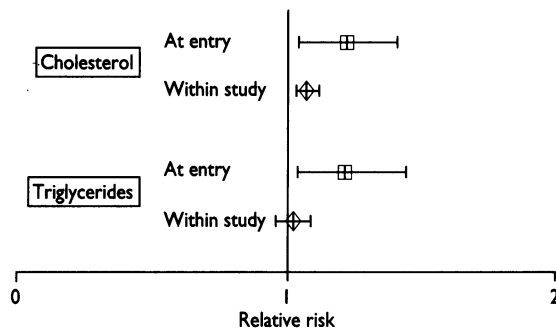 Cholesterol
At entry
Within study
Triglycerides
At entry
Within study
0 1 2
Relative risk